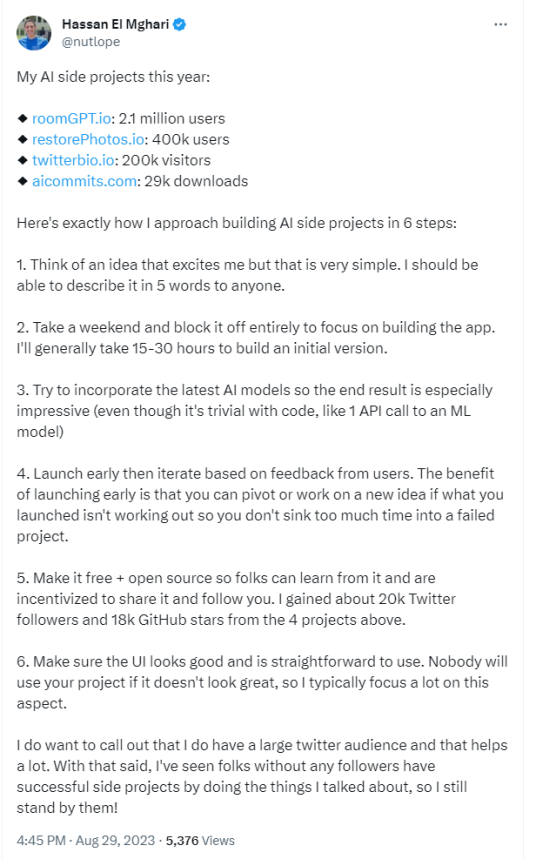 Hassan El Mghari
@nutlope
My AI side projects this year:
◆ roomGPT.io: 2.1 million users
◆ restorePhotos.io: 400k users
◆ twitterbio.io: 200k visitors
◆ aicommits.com: 29k downloads
Here's exactly how I approach building AI side projects in 6 steps:
1. Think of an idea that excites me but that is very simple. I should be
able to describe it in 5 words to anyone.
2. Take a weekend and block it off entirely to focus on building the app.
I'll generally take 15-30 hours to build an initial version.
3. Try to incorporate the latest AI models so the end result is especially
impressive (even though it's trivial with code, like 1 API call to an ML
model)
4. Launch early then iterate based on feedback from users. The benefit
of launching early is that you can pivot or work on a new idea if what you
launched isn't working out so you don't sink too much time into a failed
project.
5. Make it free + open source so folks can learn from it and are
incentivized to share it and follow you. I gained about 20k Twitter
followers and 18k GitHub stars from the 4 projects above.
6. Make sure the UI looks good and is straightforward to use. Nobody will
use your project if it doesn't look great, so I typically focus a lot on this
aspect.
I do want to call out that I do have a large twitter audience and that helps
a lot. With that said, I've seen folks without any followers have
successful side projects by doing the things I talked about, so I still
stand by them!
4:45 PM · Aug 29, 2023 · 5,376 Views